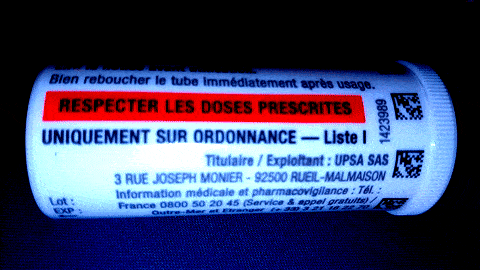 Bien reboucher le tube immédiatement après usage.
RESPECTER LES DOSES PRESCRITES
UNIQUEMENT SUR ORDONNANCE — Liste I
1423989
Titulaire / Exploitant : UPSA SAS
3 RUE JOSEPH MONIER - 92500 RUEIL-MALMAISON
Information médicale et pharmacovigilance : Tél. :
France 0800 50 20 45 (Service & appel gratuits) /
Outre-Mer et Etranger
Lot :
EXP :